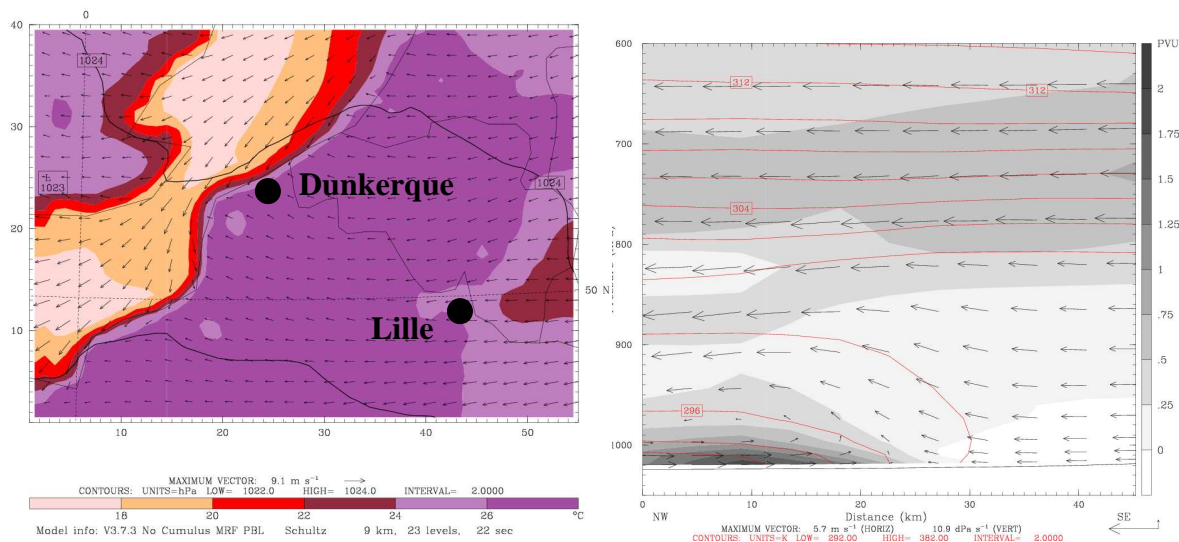 0
40
30
20
10
1024
1023
1024
Dunkerque
Lille
50 N
10 20 30 40 50
MAXIMUM VECTOR: 9.1 m s⁻¹
CONTOURS: UNITS=hPa LOW= 1022.0 HIGH= 1024.0 INTERVAL= 2.0000
18 20 22 24 26 °C
Model info: V3.7.3 No Cumulus MRF PBL Schultz 9 km, 23 levels, 22 sec
600
700
800
900
1000
312
312
304
296
PVU
2
1.75
1.5
1.25
1
.75
.5
.25
0
0 5 10 15 20 25 30 35 40 45
NW Distance (km) SE
MAXIMUM VECTOR: 5.7 m s⁻¹ (HORIZ) 10.9 dPa s⁻¹ (VERT)
CONTOURS: UNITS=K LOW= 292.00 HIGH= 382.00 INTERVAL= 2.0000